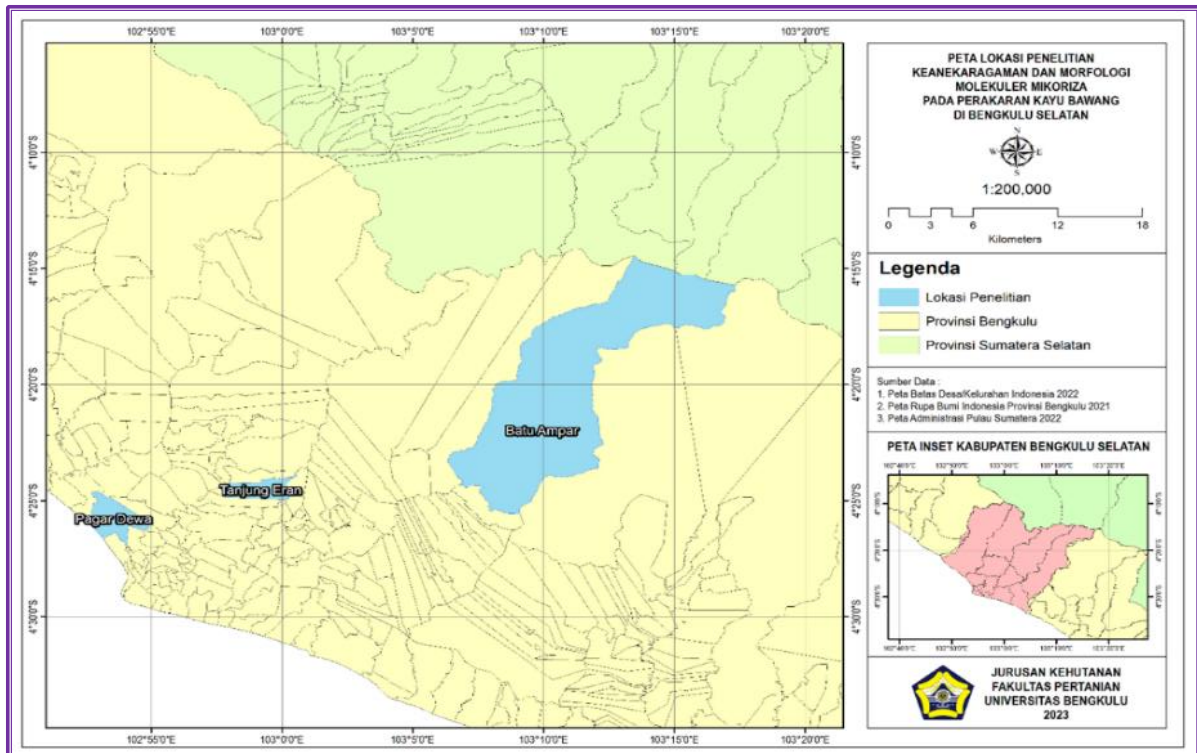 102°55'0"E 103°0'0"E 103°5'0"E 103°10'0"E 103°15'0"E 103°20'0"E
4°10'0"S
4°15'0"S
4°20'0"S
4°25'0"S
4°30'0"S
Batu Ampar
Tanjung Eran
Pagar Dewa
4°10'0"S
4°15'0"S
4°20'0"S
4°25'0"S
4°30'0"S
102°55'0"E 103°0'0"E 103°5'0"E 103°10'0"E 103°15'0"E 103°20'0"E
PETA LOKASI PENELITIAN
KEANEKARAGAMAN DAN MORFOLOGI
MOLEKULER MIKORIZA
PADA PERAKARAN KAYU BAWANG
DI BENGKULU SELATAN
N
W E
S
1:200,000
0 3 6 12 18
Kilometers
Legenda
Lokasi Penelitian
Provinsi Bengkulu
Provinsi Sumatera Selatan
Sumber Data :
1. Peta Batas Desa/Kelurahan Indonesia 2022
2. Peta Rupa Bumi Indonesia Provinsi Bengkulu 2021
3. Peta Administrasi Pulau Sumatera 2022
PETA INSET KABUPATEN BENGKULU SELATAN
JURUSAN KEHUTANAN
FAKULTAS PERTANIAN
UNIVERSITAS BENGKULU
2023